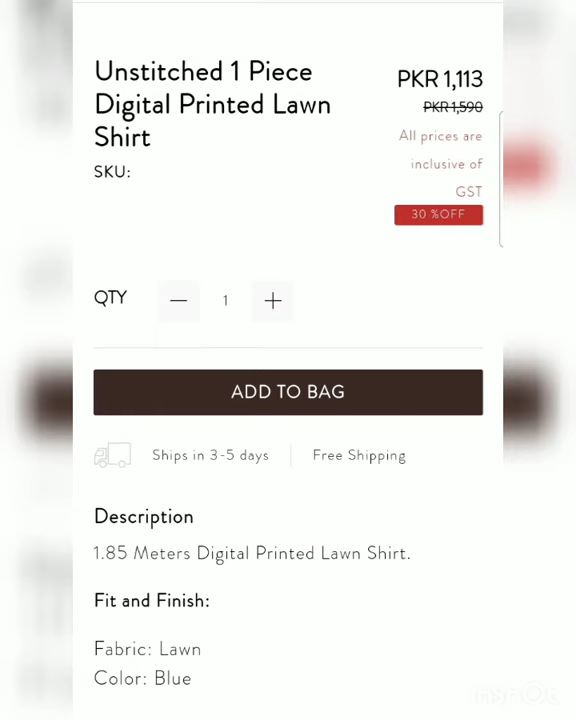 Unstitched 1 Piece
Digital Printed Lawn
Shirt
SKU:
PKR 1,113
PKR 1,590
All prices are
inclusive of
GST
30 %OFF
QTY
1
ADD TO BAG
Ships in 3-5 days
Free Shipping
Description
1.85 Meters Digital Printed Lawn Shirt.
Fit and Finish:
Fabric: Lawn
Color: Blue